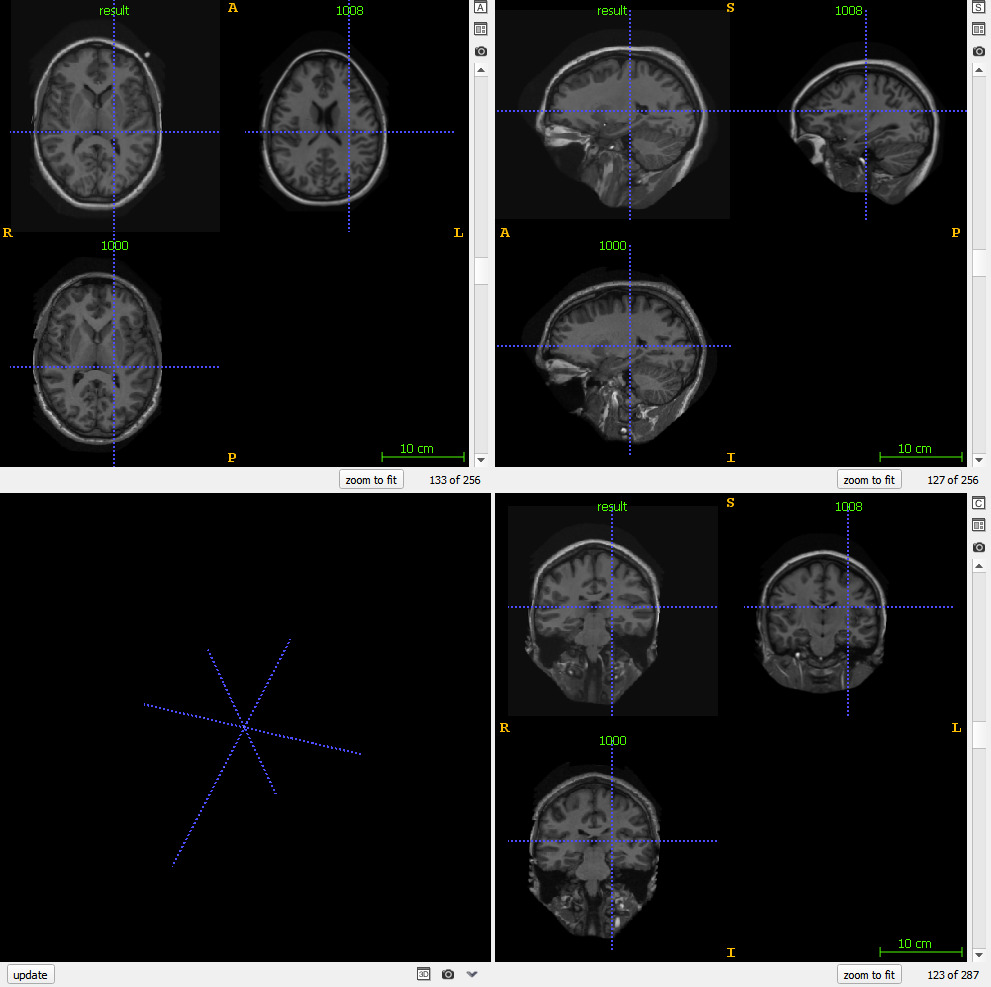 result
A
1008
A
R
L
1000
P
10 cm
zoom to fit
133 of 256
result
S
1008
S
A
P
1000
I
10 cm
zoom to fit
127 of 256
result
S
1008
C
R
L
1000
I
10 cm
update
3D
zoom to fit
123 of 287